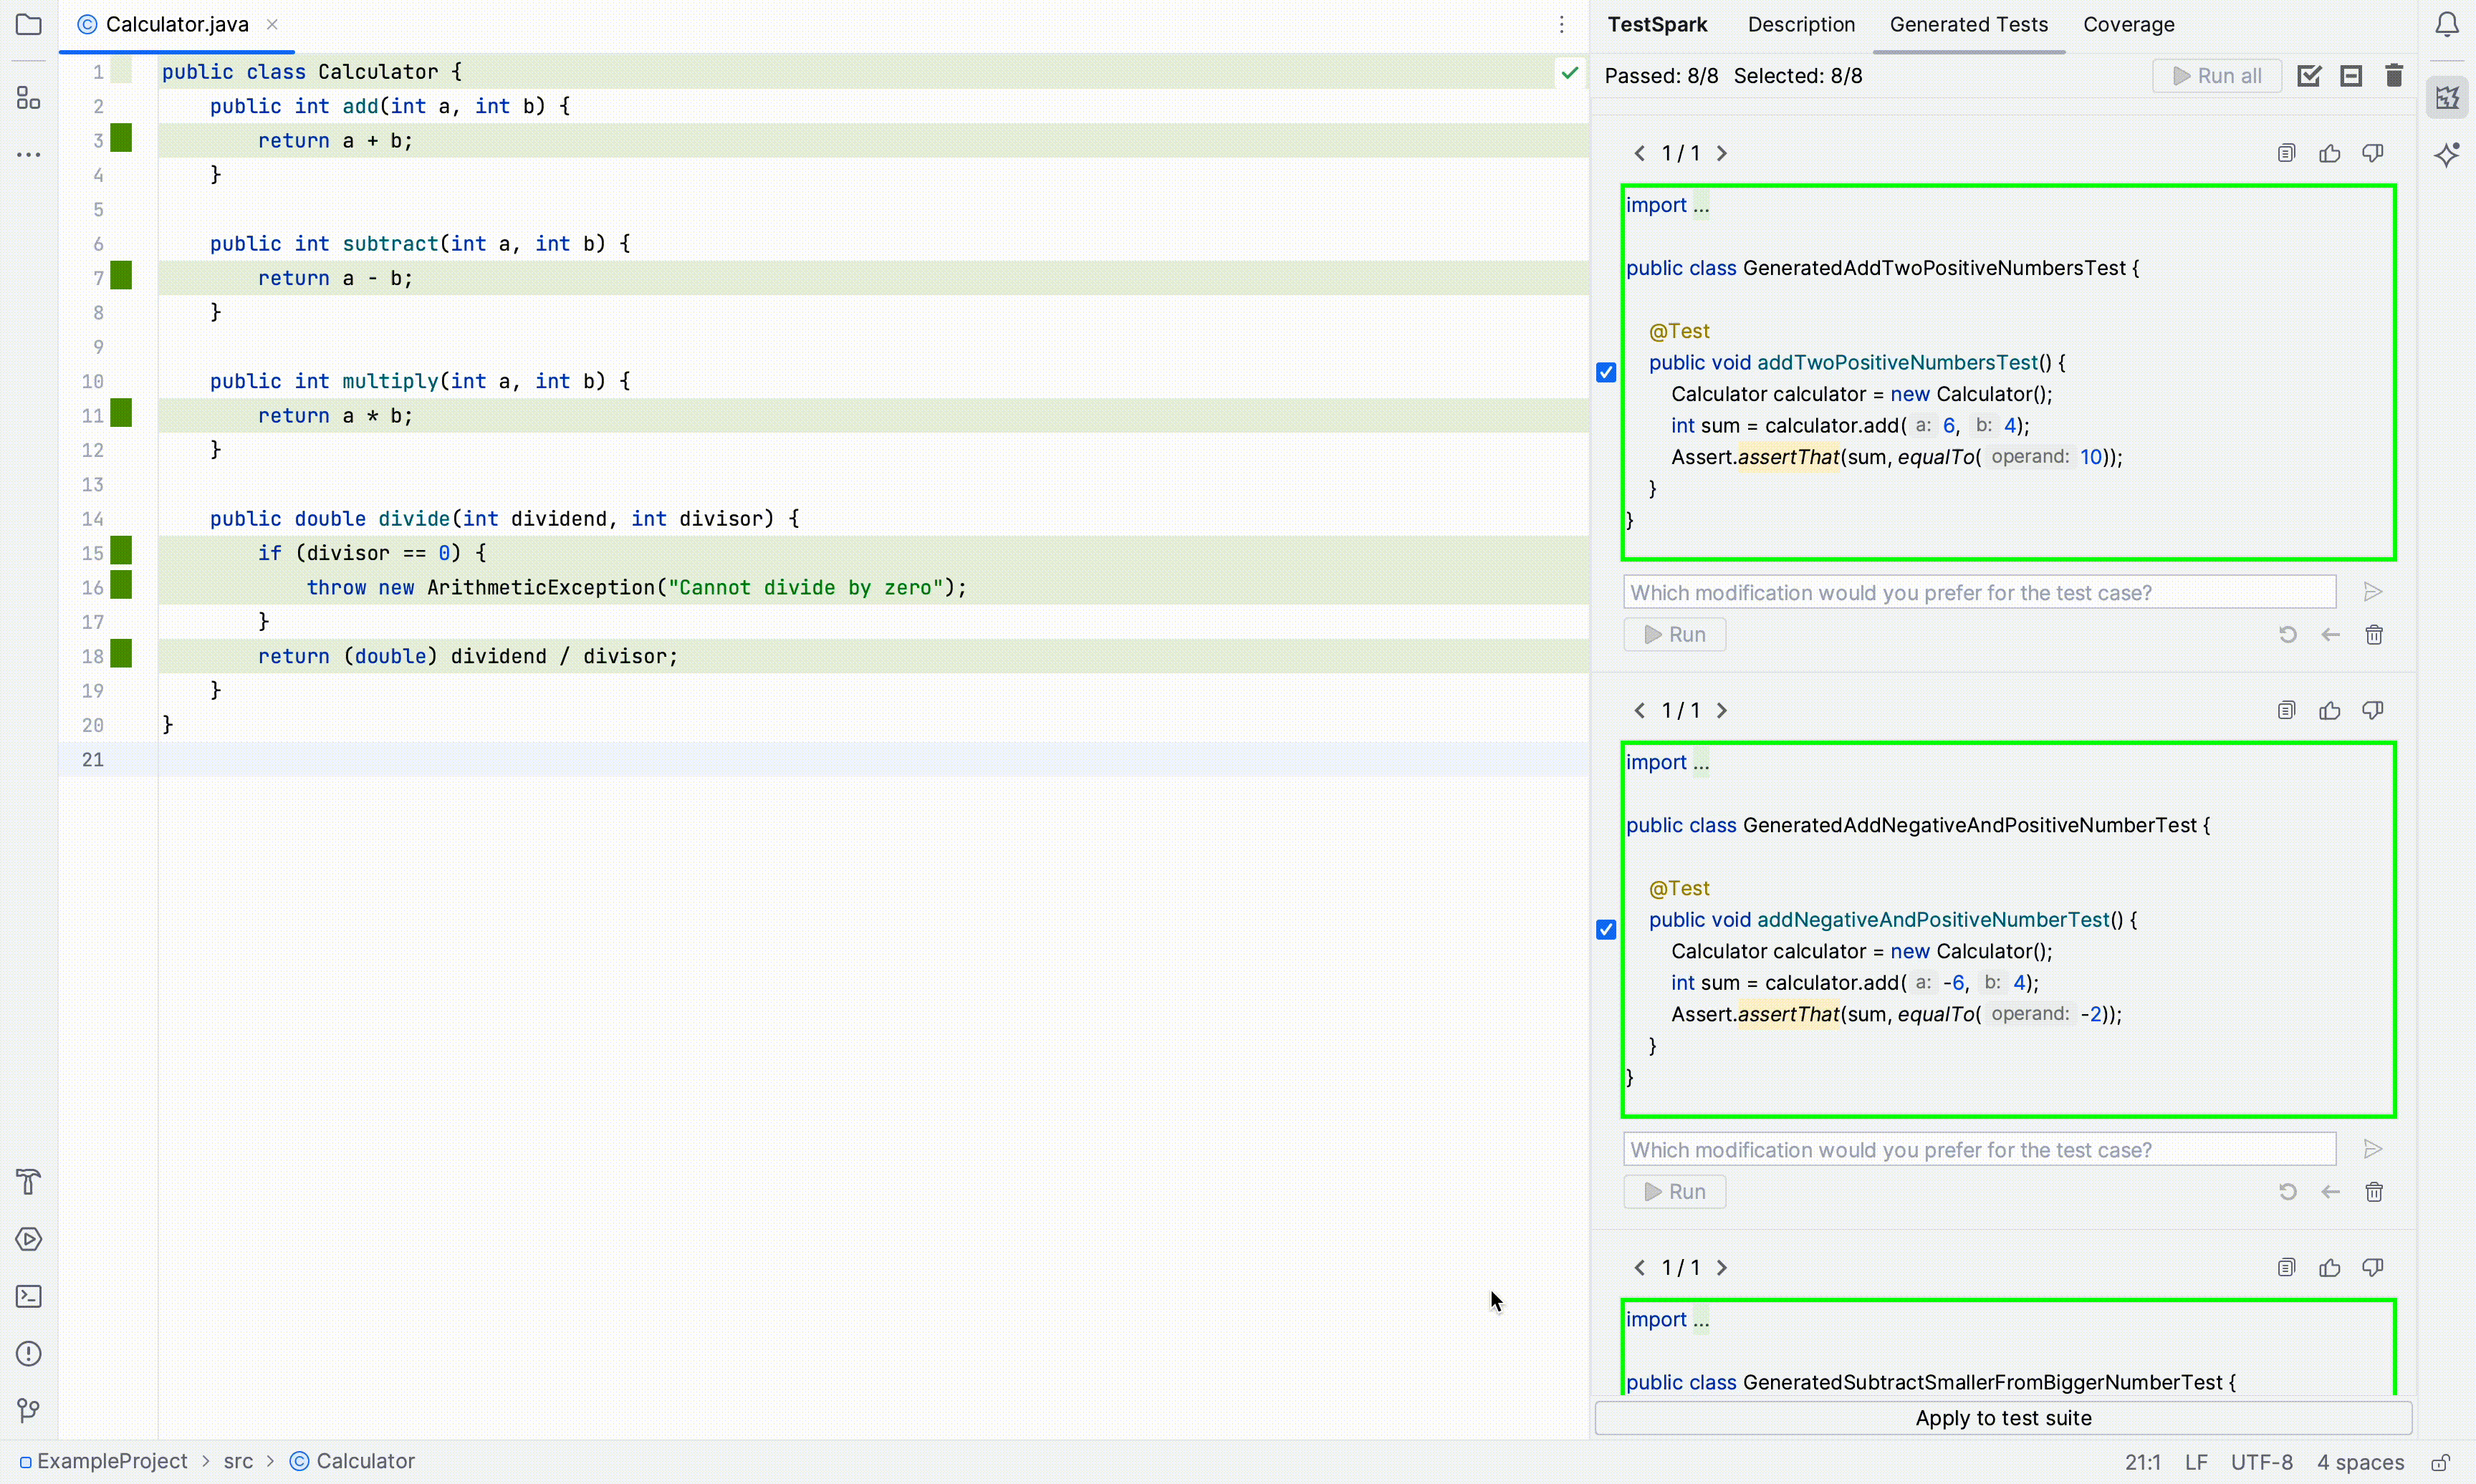 Calculator.java
1 public class Calculator {
2 public int add(int a, int b) {
3 return a + b;
4 }
5
6 public int subtract(int a, int b) {
7 return a - b;
8 }
9
10 public int multiply(int a, int b) {
11 return a * b;
12 }
13
14 public double divide(int dividend, int divisor) {
15 if (divisor == 0) {
16 throw new ArithmeticException("Cannot divide by zero");
17 }
18 return (double) dividend / divisor;
19 }
20 }
21
TestSpark Description Generated Tests Coverage
Passed: 8/8 Selected: 8/8 Run all
1 / 1
import ...
public class GeneratedAddTwoPositiveNumbersTest {
@Test
public void addTwoPositiveNumbersTest() {
Calculator calculator = new Calculator();
int sum = calculator.add( a: 6, b: 4);
Assert.assertThat(sum, equalTo( operand: 10));
}
}
Which modification would you prefer for the test case?
Run
1 / 1
import ...
public class GeneratedAddNegativeAndPositiveNumberTest {
@Test
public void addNegativeAndPositiveNumberTest() {
Calculator calculator = new Calculator();
int sum = calculator.add( a: -6, b: 4);
Assert.assertThat(sum, equalTo( operand: -2));
}
}
Which modification would you prefer for the test case?
Run
1 / 1
import ...
public class GeneratedSubtractSmallerFromBiggerNumberTest {
Apply to test suite
ExampleProject > src > Calculator
21:1 LF UTF-8 4 spaces